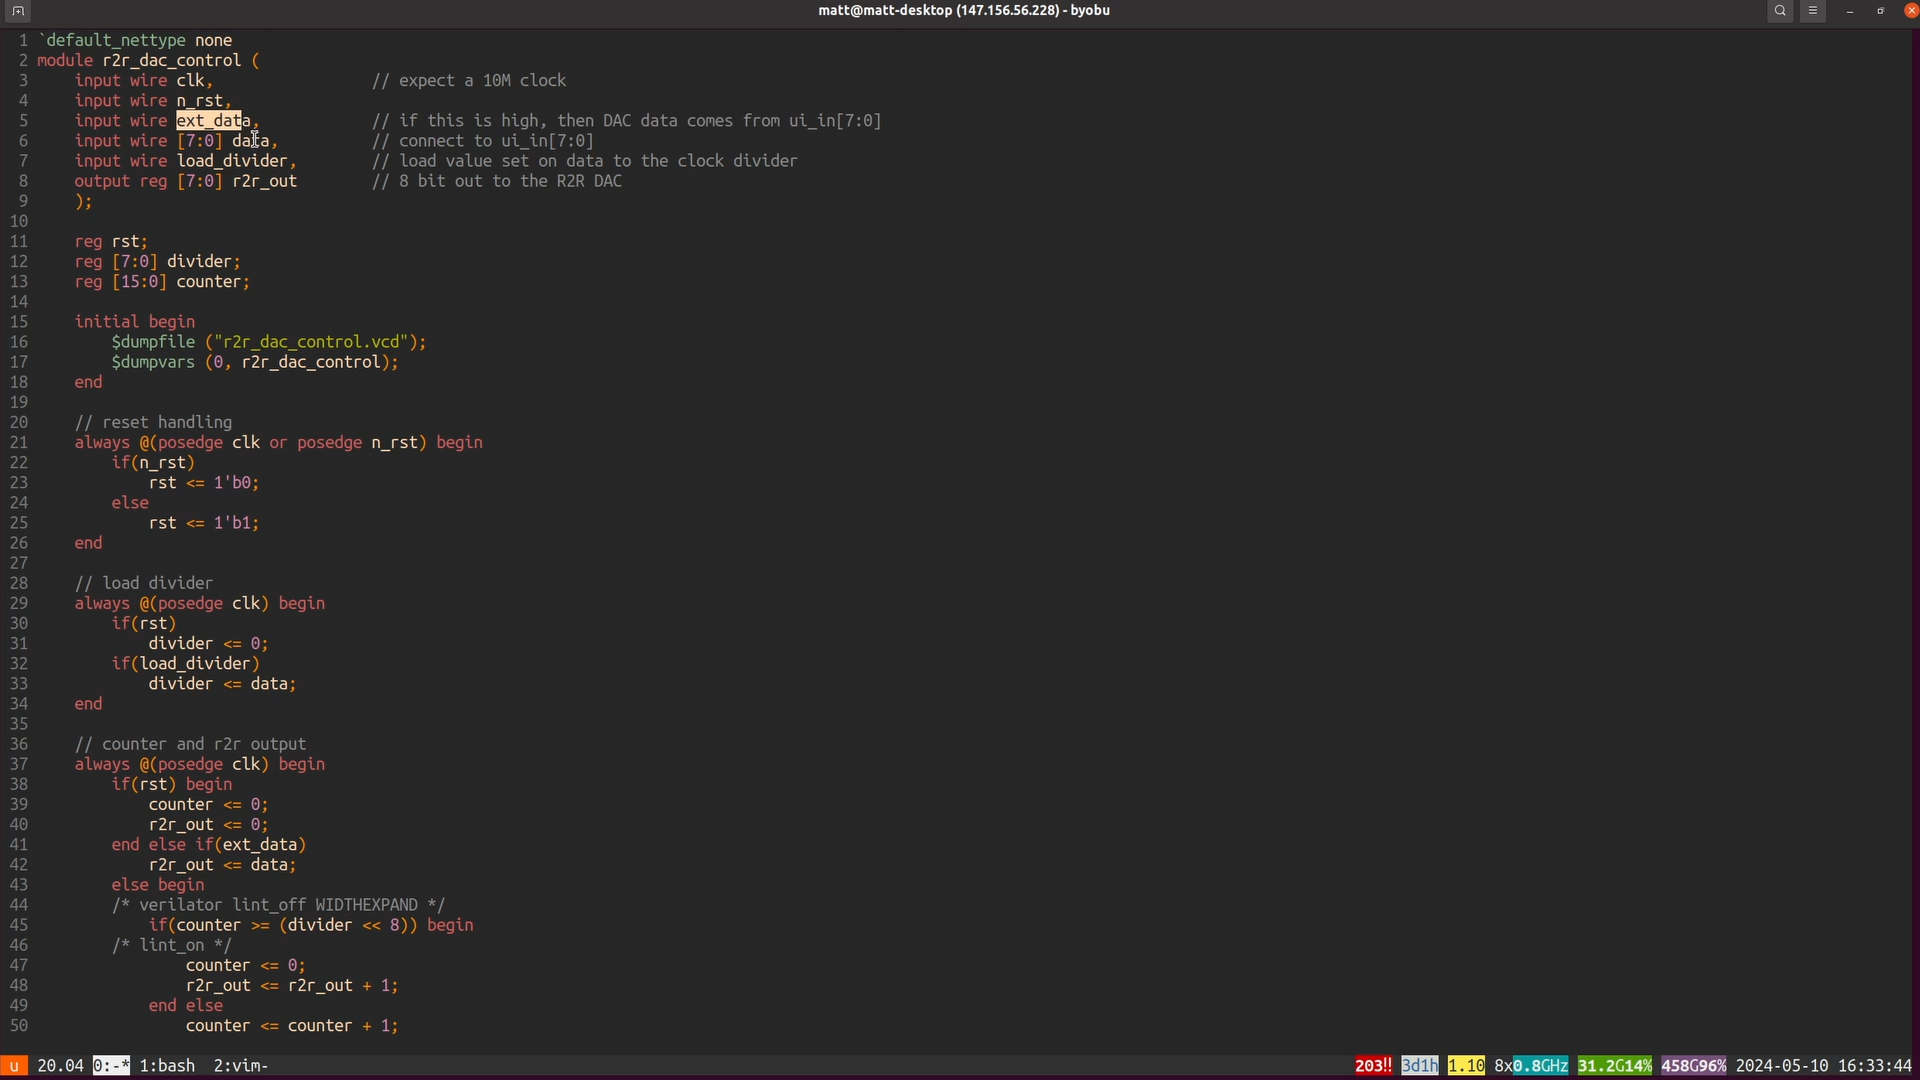 matt@matt-desktop (147.156.56.228) - byobu
1 `default_nettype none
2 module r2r_dac_control (
3     input wire clk,                 // expect a 10M clock
4     input wire n_rst,
5     input wire ext_data,            // if this is high, then DAC data comes from ui_in[7:0]
6     input wire [7:0] data,          // connect to ui_in[7:0]
7     input wire load_divider,        // load value set on data to the clock divider
8     output reg [7:0] r2r_out        // 8 bit out to the R2R DAC
9     );
10
11     reg rst;
12     reg [7:0] divider;
13     reg [15:0] counter;
14
15     initial begin
16         $dumpfile ("r2r_dac_control.vcd");
17         $dumpvars (0, r2r_dac_control);
18     end
19
20     // reset handling
21     always @(posedge clk or posedge n_rst) begin
22         if(n_rst)
23             rst <= 1'b0;
24         else
25             rst <= 1'b1;
26     end
27
28     // load divider
29     always @(posedge clk) begin
30         if(rst)
31             divider <= 0;
32         if(load_divider)
33             divider <= data;
34     end
35
36     // counter and r2r output
37     always @(posedge clk) begin
38         if(rst) begin
39             counter <= 0;
40             r2r_out <= 0;
41         end else if(ext_data)
42             r2r_out <= data;
43         else begin
44         /* verilator lint_off WIDTHEXPAND */
45             if(counter >= (divider << 8)) begin
46         /* lint_on */
47                 counter <= 0;
48                 r2r_out <= r2r_out + 1;
49             end else
50                 counter <= counter + 1;
u 20.04 0:-* 1:bash 2:vim- 203!! 3d1h 1.10 8x0.8GHz 31.2G14% 458G96% 2024-05-10 16:33:44